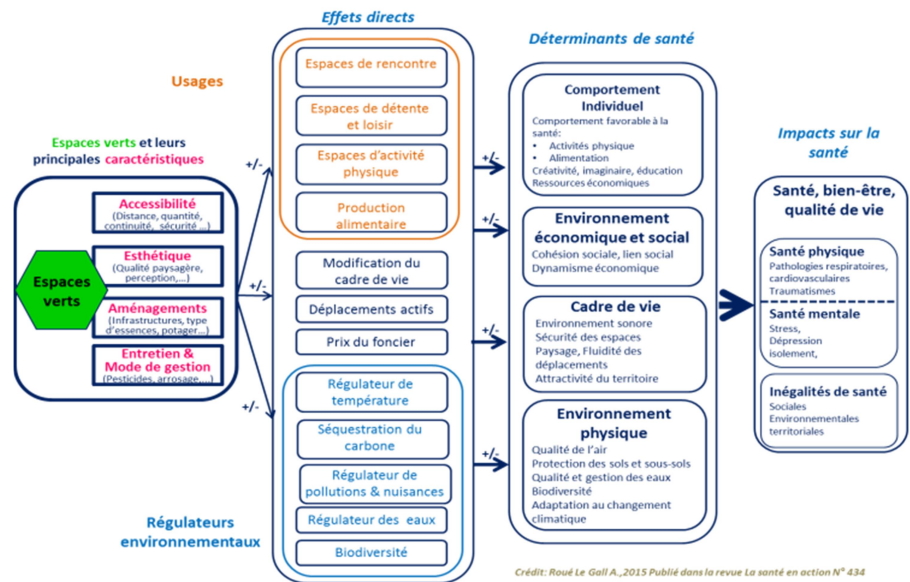 Espaces verts et leurs
principales caractéristiques
Espaces
verts
Accessibilité
(Distance, quantité,
continuité, sécurité ...)
Esthétique
(Qualité paysagère,
perception,...)
Aménagements
(Infrastructures, type
d'essences, potager...)
Entretien &
Mode de gestion
(Pesticides, arrosage,...)
+/-
+/-
+/-
Effets directs
Usages
Espaces de rencontre
Espaces de détente
et loisir
Espaces d'activité
physique
Production
alimentaire
Modification du
cadre de vie
Déplacements actifs
Prix du foncier
Régulateurs
environnementaux
Régulateur de
température
Séquestration du
carbone
Régulateur de
pollutions & nuisances
Régulateur des eaux
Biodiversité
+/-
+/-
+/-
+/-
Déterminants de santé
Comportement
Individuel
Comportement favorable à la
santé:
• Activités physique
• Alimentation
Créativité, imaginaire, éducation
Ressources économiques
Environnement
économique et social
Cohésion sociale, lien social
Dynamisme économique
Cadre de vie
Environnement sonore
Sécurité des espaces
Paysage, Fluidité des
déplacements
Attractivité du territoire
Environnement
physique
Qualité de l'air
Protection des sols et sous-sols
Qualité et gestion des eaux
Biodiversité
Adaptation au changement
climatique
Impacts sur la
santé
Santé, bien-être,
qualité de vie
Santé physique
Pathologies respiratoires,
cardiovasculaires
Traumatismes
Santé mentale
Stress,
Dépression
isolement,
Inégalités de santé
Sociales
Environnementales
territoriales
Crédit: Roué Le Gall A.,2015 Publié dans la revue La santé en action N° 434